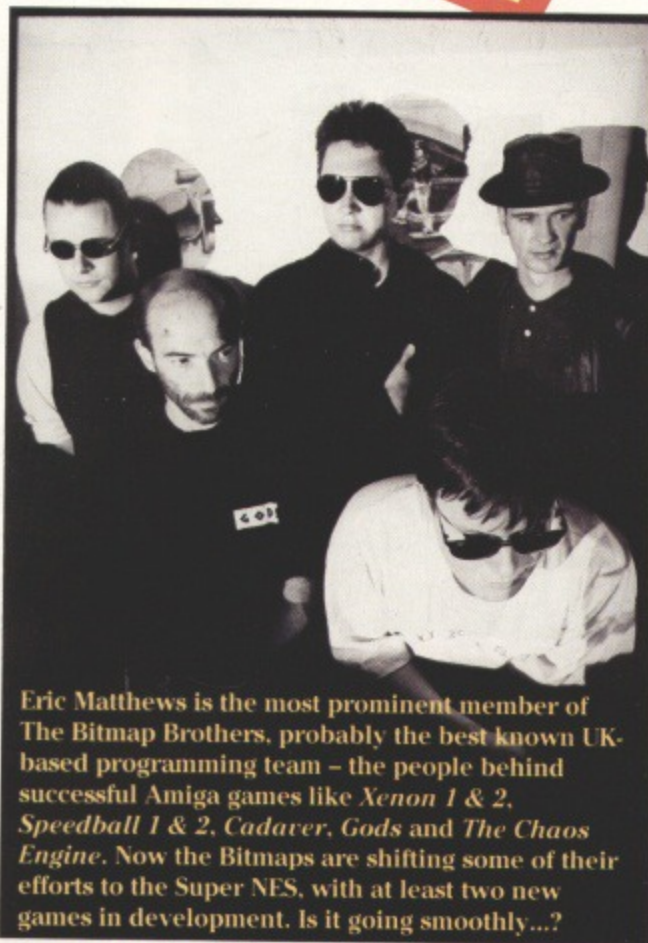 GODS
Eric Matthews is the most prominent member of
The Bitmap Brothers, probably the best known UK-
based programming team – the people behind
successful Amiga games like Xenon 1 & 2,
Speedball 1 & 2, Cadaver, Gods and The Chaos
Engine. Now the Bitmaps are shifting some of their
efforts to the Super NES, with at least two new
games in development. Is it going smoothly...?